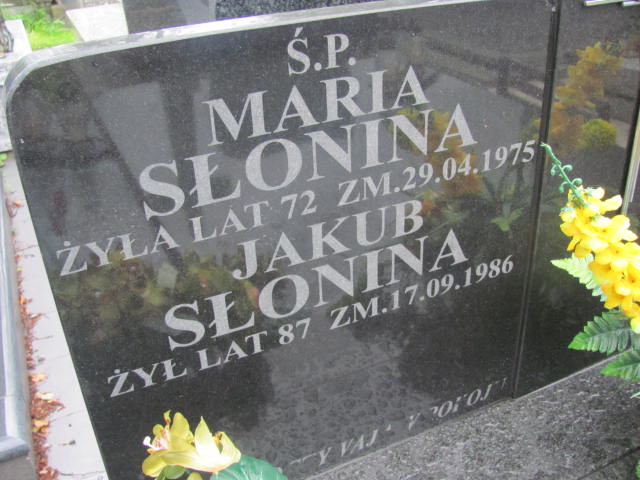 Ś.P.
MARIA
SŁONINA
ŻYŁA LAT 72 ZM.29.04.1975
JAKUB
SŁONINA
ŻYŁ LAT 87 ZM.17.09.1986